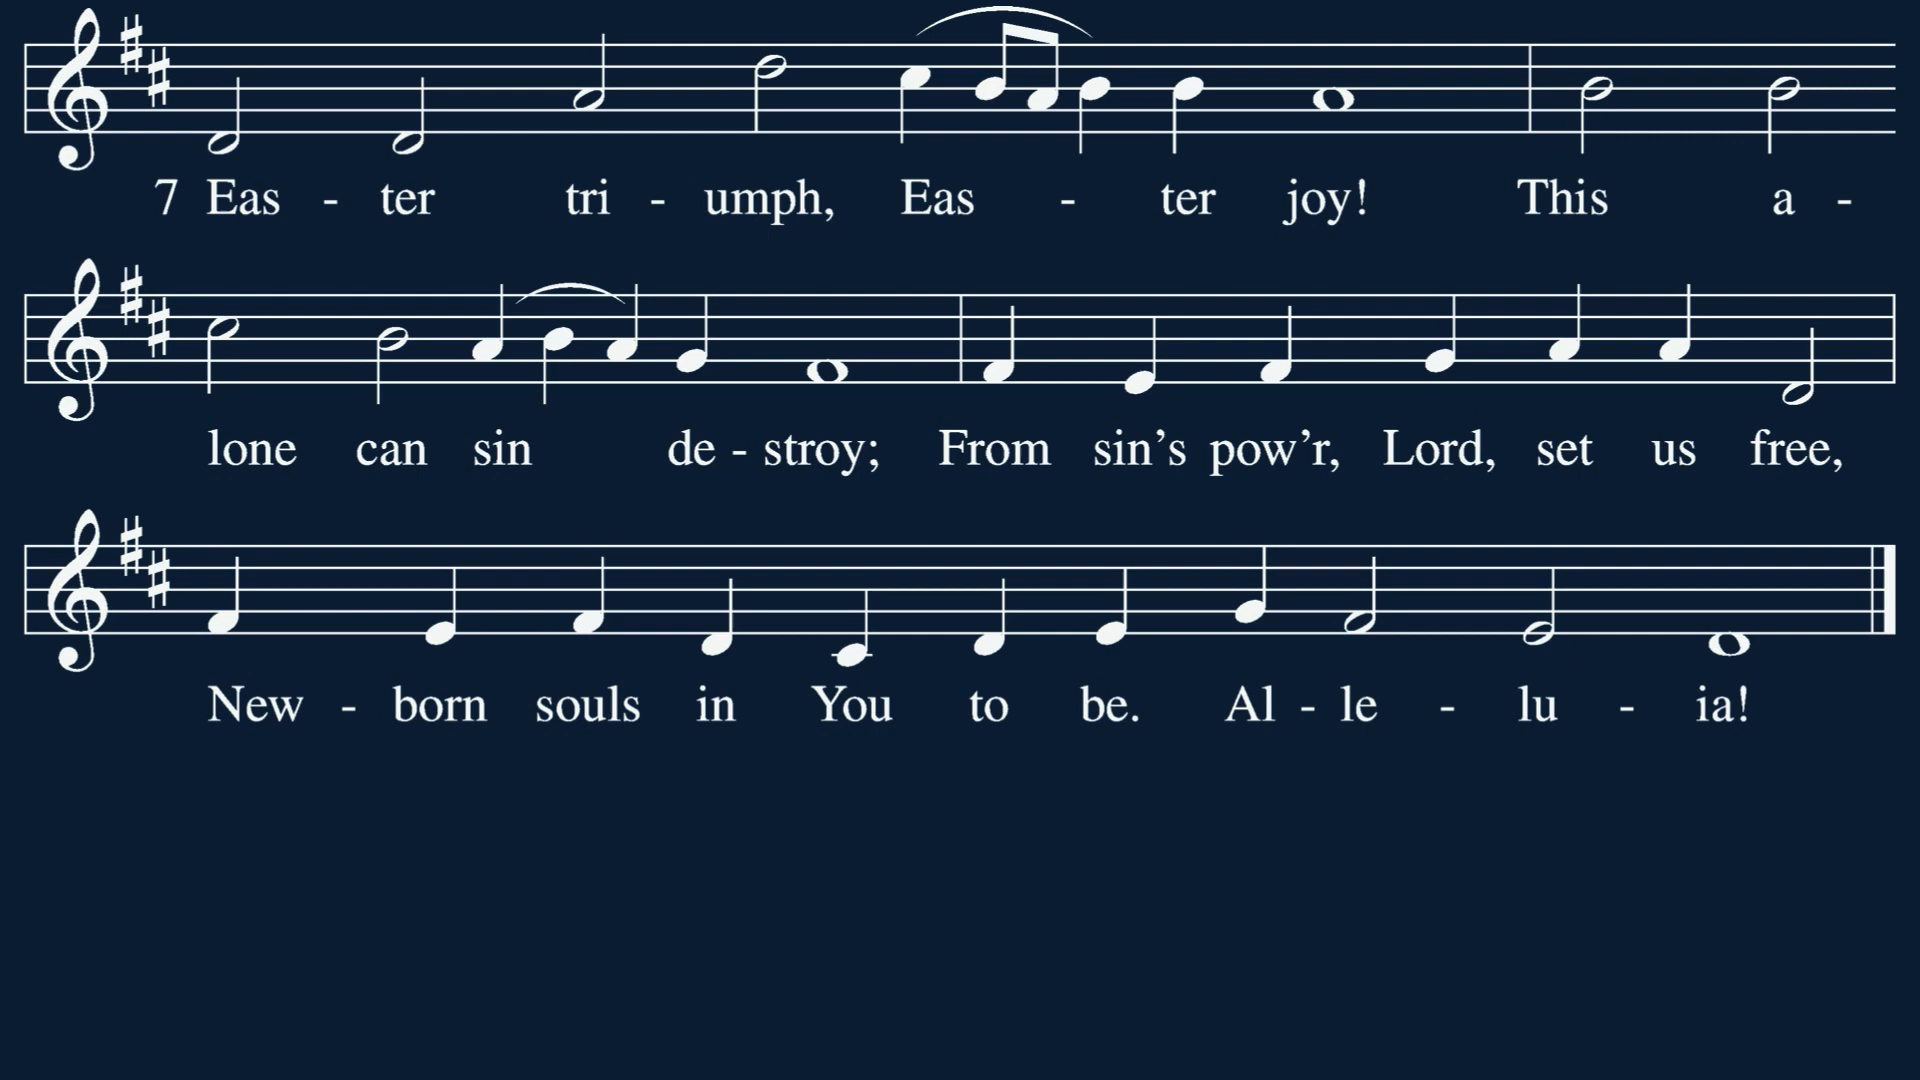 7 Eas - ter tri - umph, Eas - ter joy! This a -
lone can sin de - stroy; From sin's pow'r, Lord, set us free,
New - born souls in You to be. Al - le - lu - ia!